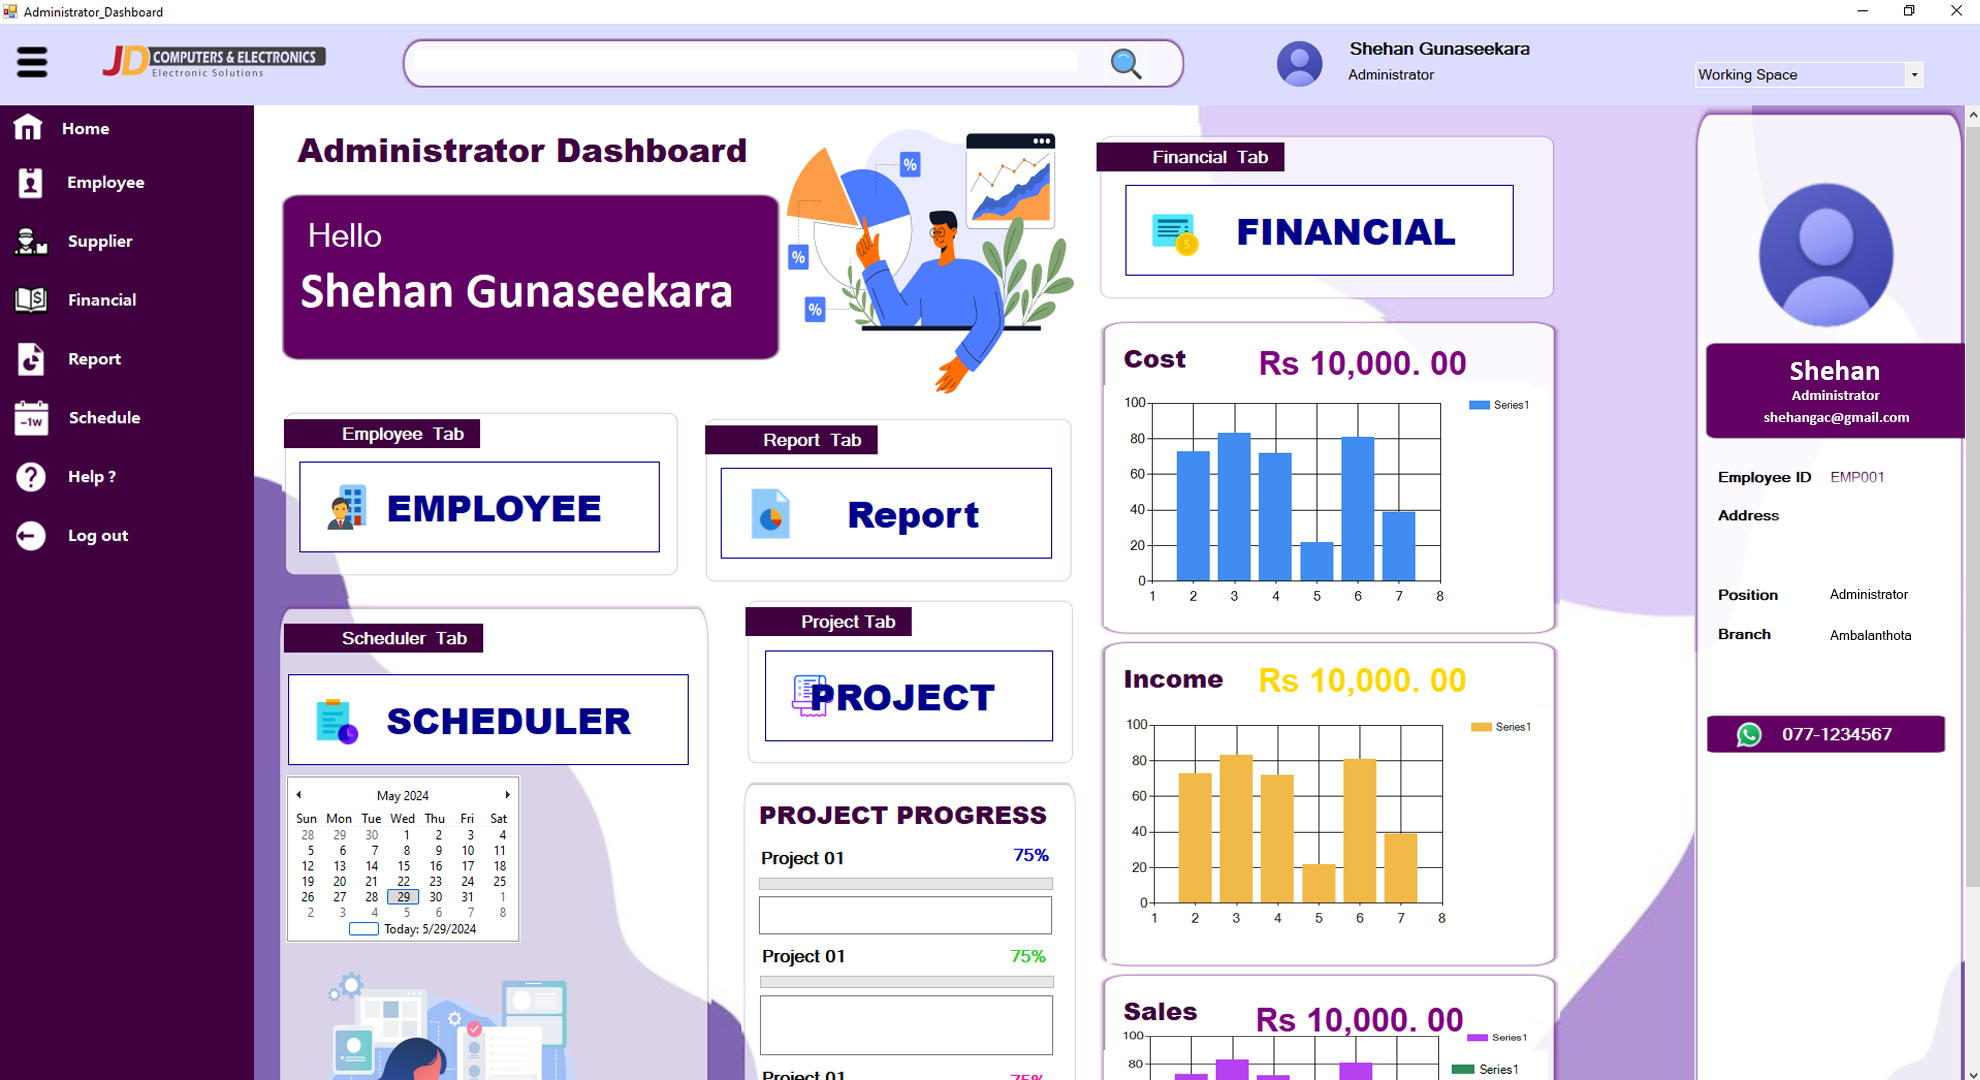 Administrator_Dashboard
JD COMPUTERS & ELECTRONICS
Electronic Solutions
Shehan Gunaseekara
Administrator
Working Space
Home
Employee
Supplier
Financial
Report
-1w
Schedule
?
Help ?
Log out
Administrator Dashboard
Hello
Shehan Gunaseekara
%
%
%
Employee Tab
EMPLOYEE
Report Tab
Report
Scheduler Tab
SCHEDULER
Project Tab
PROJECT
May 2024
Sun Mon Tue Wed Thu Fri Sat
28 29 30 1 2 3 4
5 6 7 8 9 10 11
12 13 14 15 16 17 18
19 20 21 22 23 24 25
26 27 28 29 30 31 1
2 3 4 5 6 7 8
Today: 5/29/2024
PROJECT PROGRESS
Project 01 75%
Project 01 75%
Project 01 75%
Financial Tab
FINANCIAL
Cost Rs 10,000. 00
Series1
100
80
60
40
20
0
1 2 3 4 5 6 7 8
Income Rs 10,000. 00
Series1
100
80
60
40
20
0
1 2 3 4 5 6 7 8
Sales Rs 10,000. 00
Series1
Series1
100
80
Shehan
Administrator
shehangac@gmail.com
Employee ID EMP001
Address
Position Administrator
Branch Ambalanthota
077-1234567